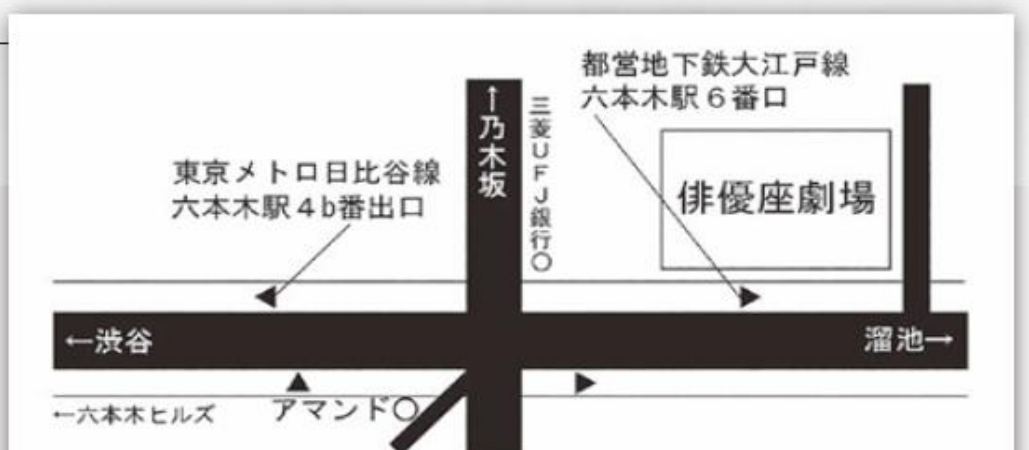 都営地下鉄大江戸線
六本木駅６番口
↑乃木坂
三菱ＵＦＪ銀行○
東京メトロ日比谷線
六本木駅４b番出口
俳優座劇場
←渋谷
溜池→
←六本木ヒルズ
アマンド○